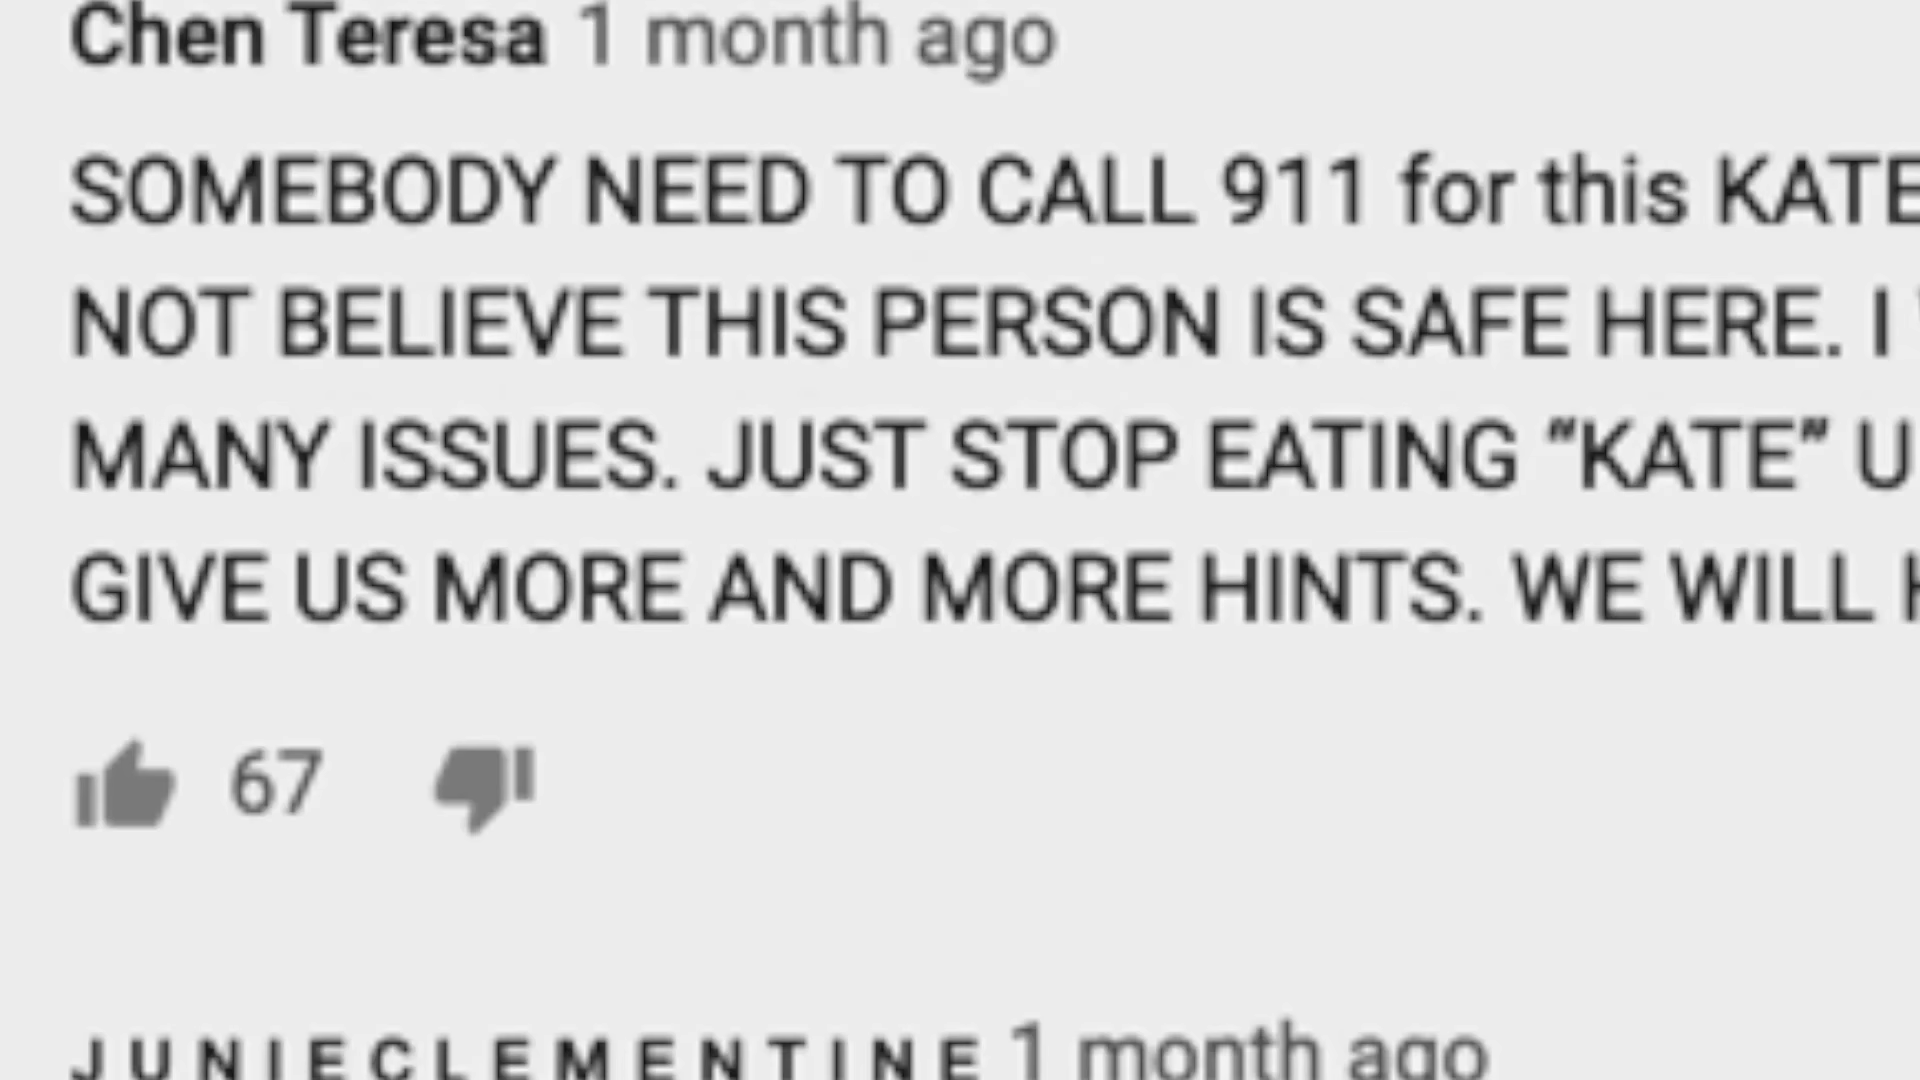 Chen Teresa 1 month ago
SOMEBODY NEED TO CALL 911 for this KATE
NOT BELIEVE THIS PERSON IS SAFE HERE. I
MANY ISSUES. JUST STOP EATING “KATE” U
GIVE US MORE AND MORE HINTS. WE WILL
67
JUNIECLEMENTINE 1 month ago